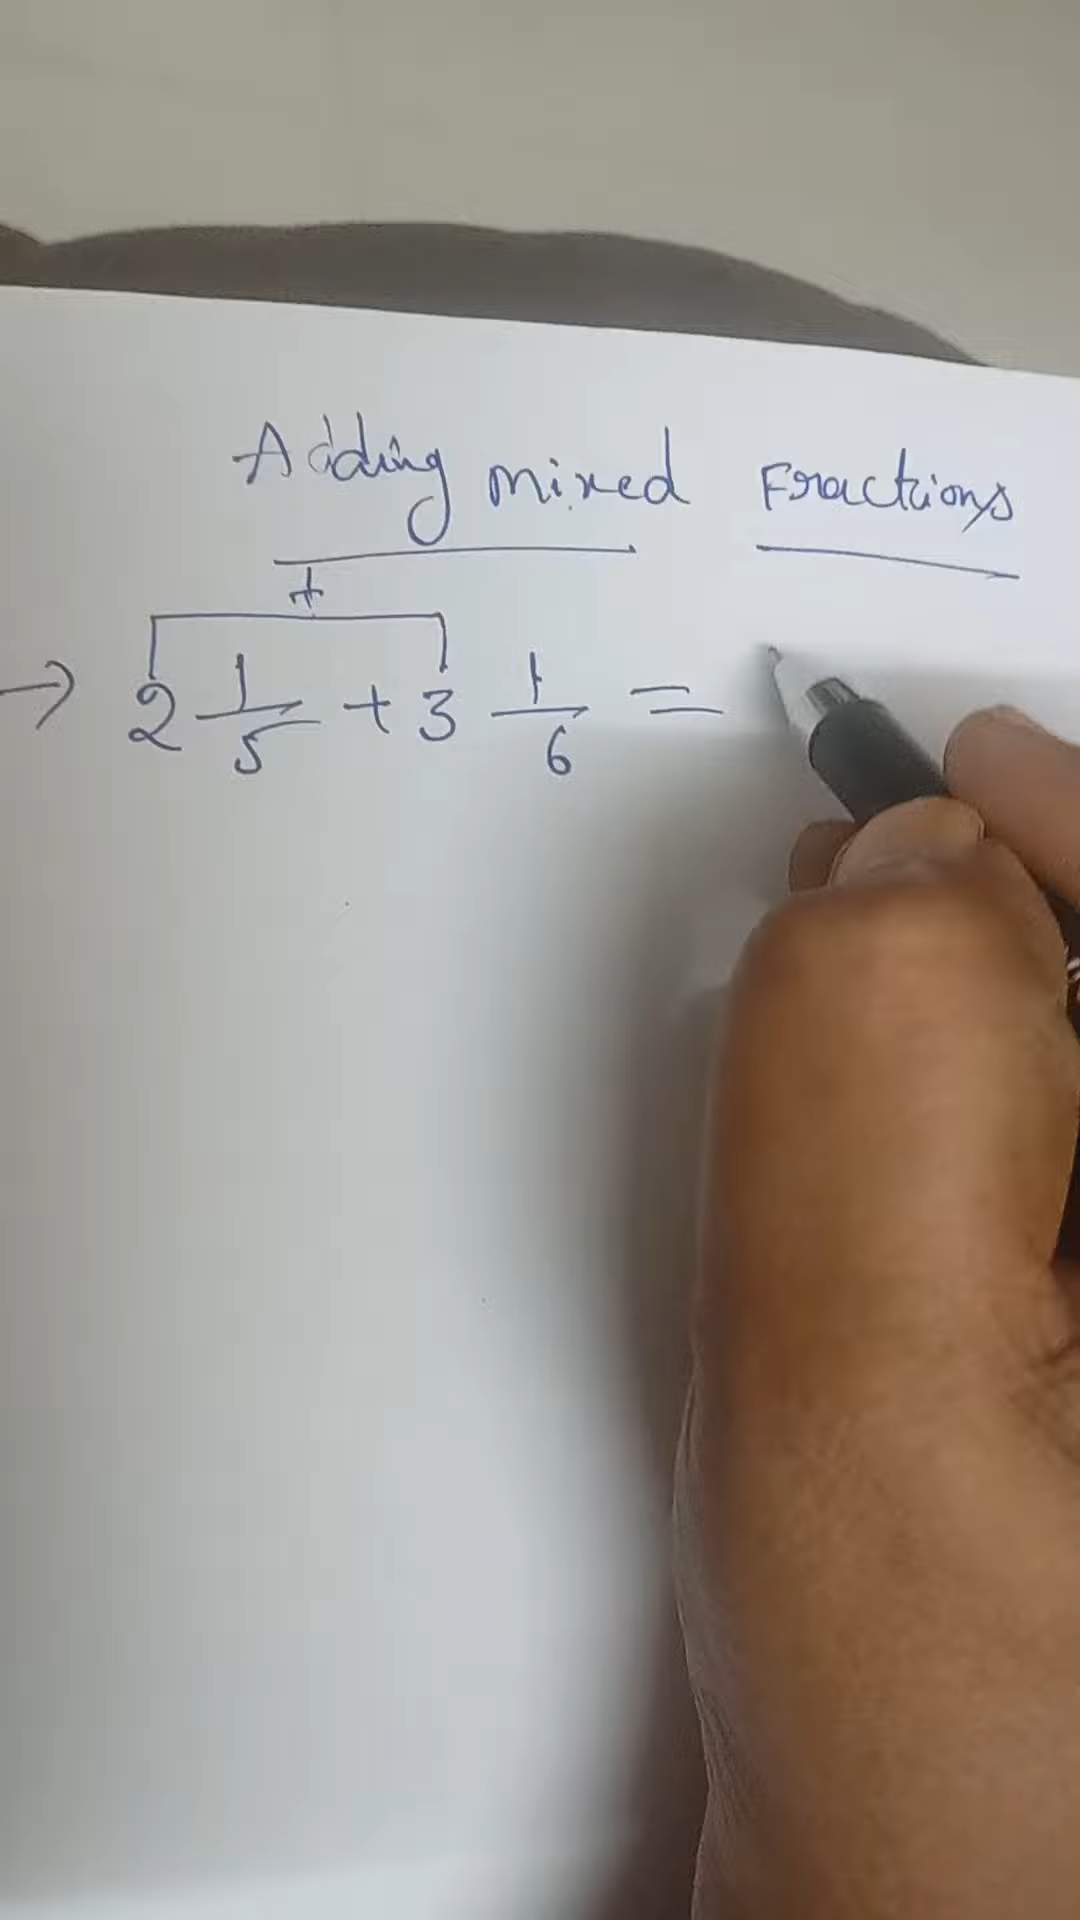 Adding mixed Fractions
+
→ 2 1/5 + 3 1/6 =